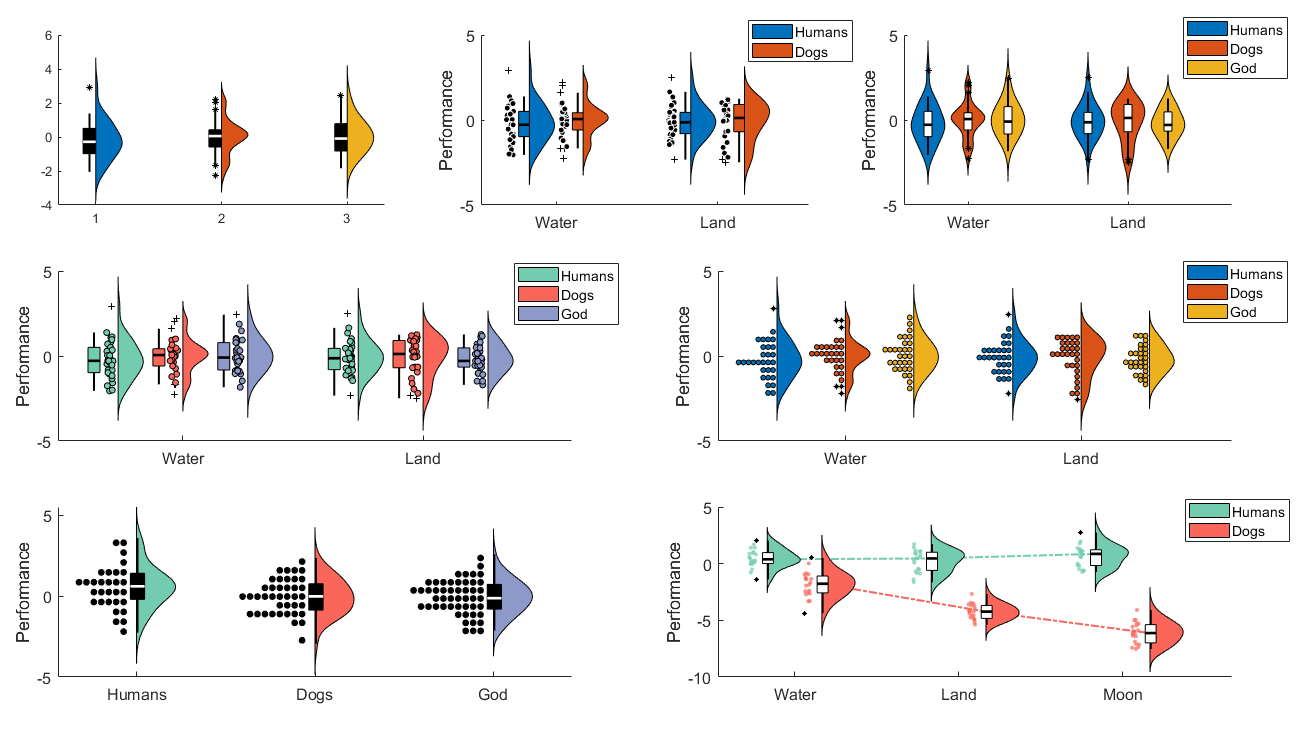 6
4
2
0
-2
-4
1 2 3
Performance
5
0
-5
Water Land
Humans
Dogs
Performance
5
0
-5
Water Land
Humans
Dogs
God
Performance
5
0
-5
Water Land
Humans
Dogs
God
Performance
5
0
-5
Water Land
Humans
Dogs
God
Performance
5
0
-5
Humans Dogs God
Performance
5
0
-5
-10
Water Land Moon
Humans
Dogs